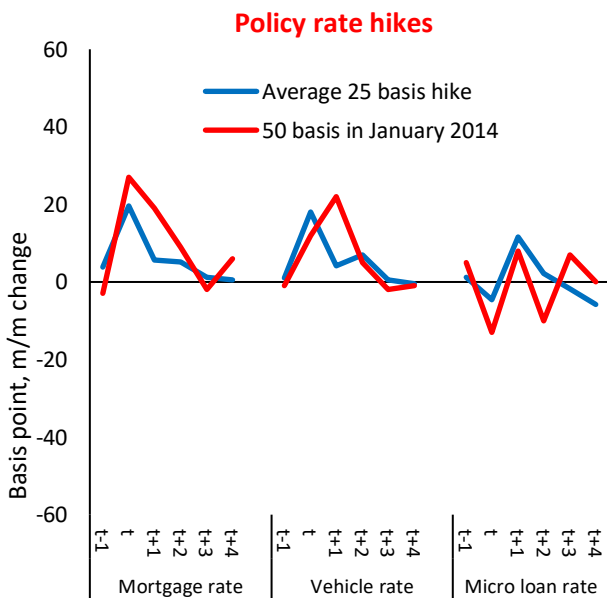 Policy rate hikes
Average 25 basis hike
50 basis in January 2014
Basis point, m/m change
60
40
20
0
-20
-40
-60
t-1
t
t+1
t+2
t+3
t+4
t-1
t
t+1
t+2
t+3
t+4
t-1
t
t+1
t+2
t+3
t+4
Mortgage rate
Vehicle rate
Micro loan rate